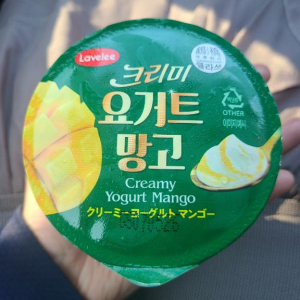 Lavelee
크리미
요거트
망고
Creamy
Yogurt Mango
クリーミーヨーグルト マンゴー
OTHER